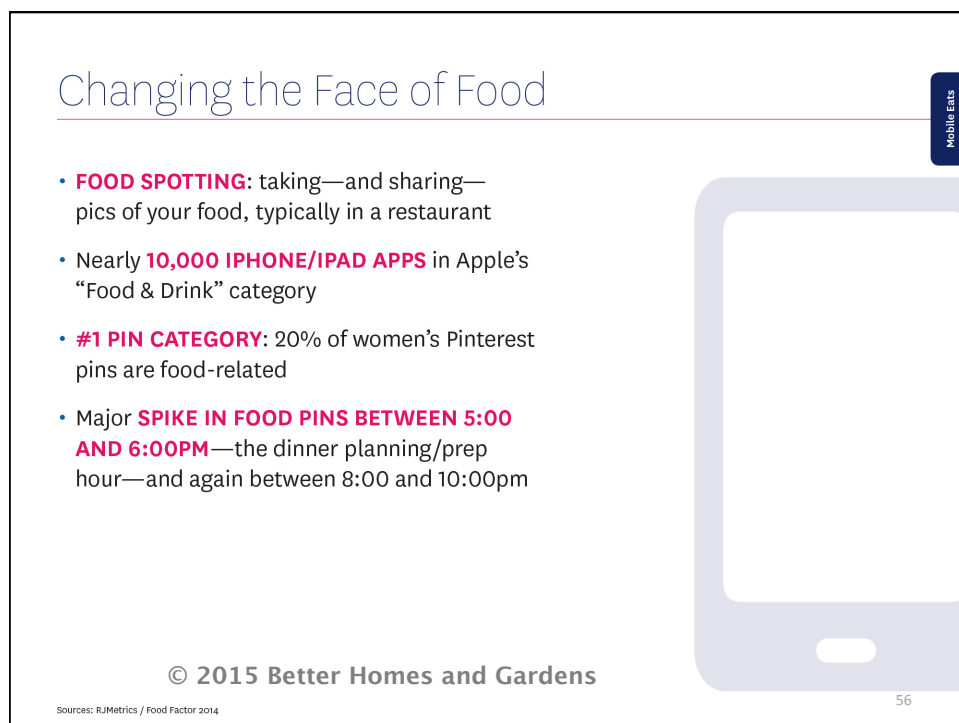 Changing the Face of Food
Mobile Eats
• FOOD SPOTTING: taking—and sharing—
pics of your food, typically in a restaurant
• Nearly 10,000 IPHONE/IPAD APPS in Apple’s
“Food & Drink” category
• #1 PIN CATEGORY: 20% of women’s Pinterest
pins are food-related
• Major SPIKE IN FOOD PINS BETWEEN 5:00
AND 6:00PM—the dinner planning/prep
hour—and again between 8:00 and 10:00pm
© 2015 Better Homes and Gardens
56
Sources: RJMetrics / Food Factor 2014